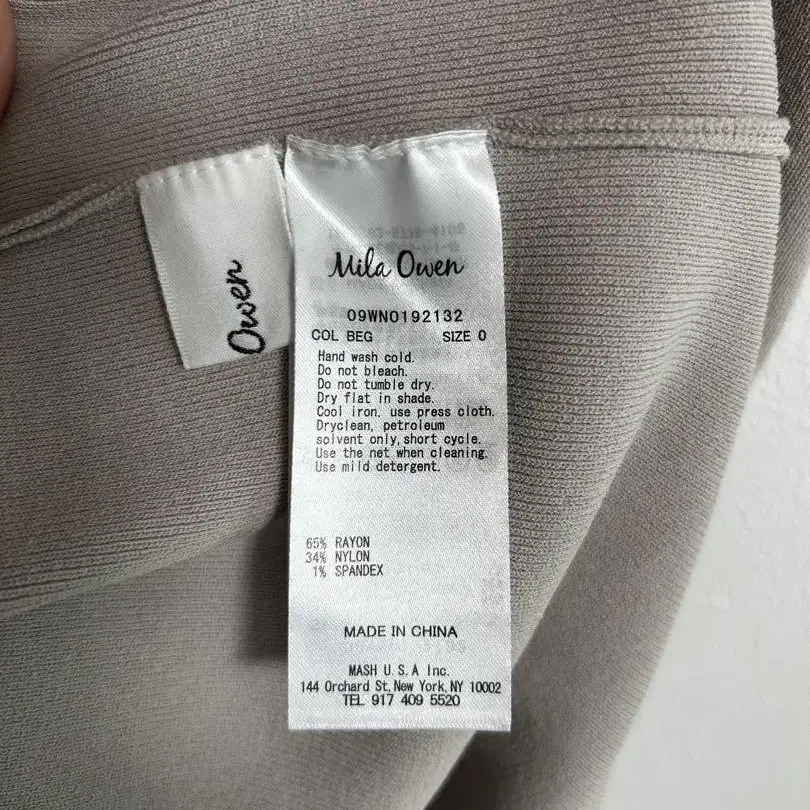 Owen
Mila Owen
09WN0192132
COL BEG SIZE 0
Hand wash cold.
Do not bleach.
Do not tumble dry.
Dry flat in shade.
Cool iron, use press cloth.
Dryclean, petroleum
solvent only,short cycle.
Use the net when cleaning.
Use mild detergent.
65% RAYON
34% NYLON
1% SPANDEX
MADE IN CHINA
MASH U.S.A Inc.
144 Orchard St,New York,NY 10002
TEL 917 409 5520